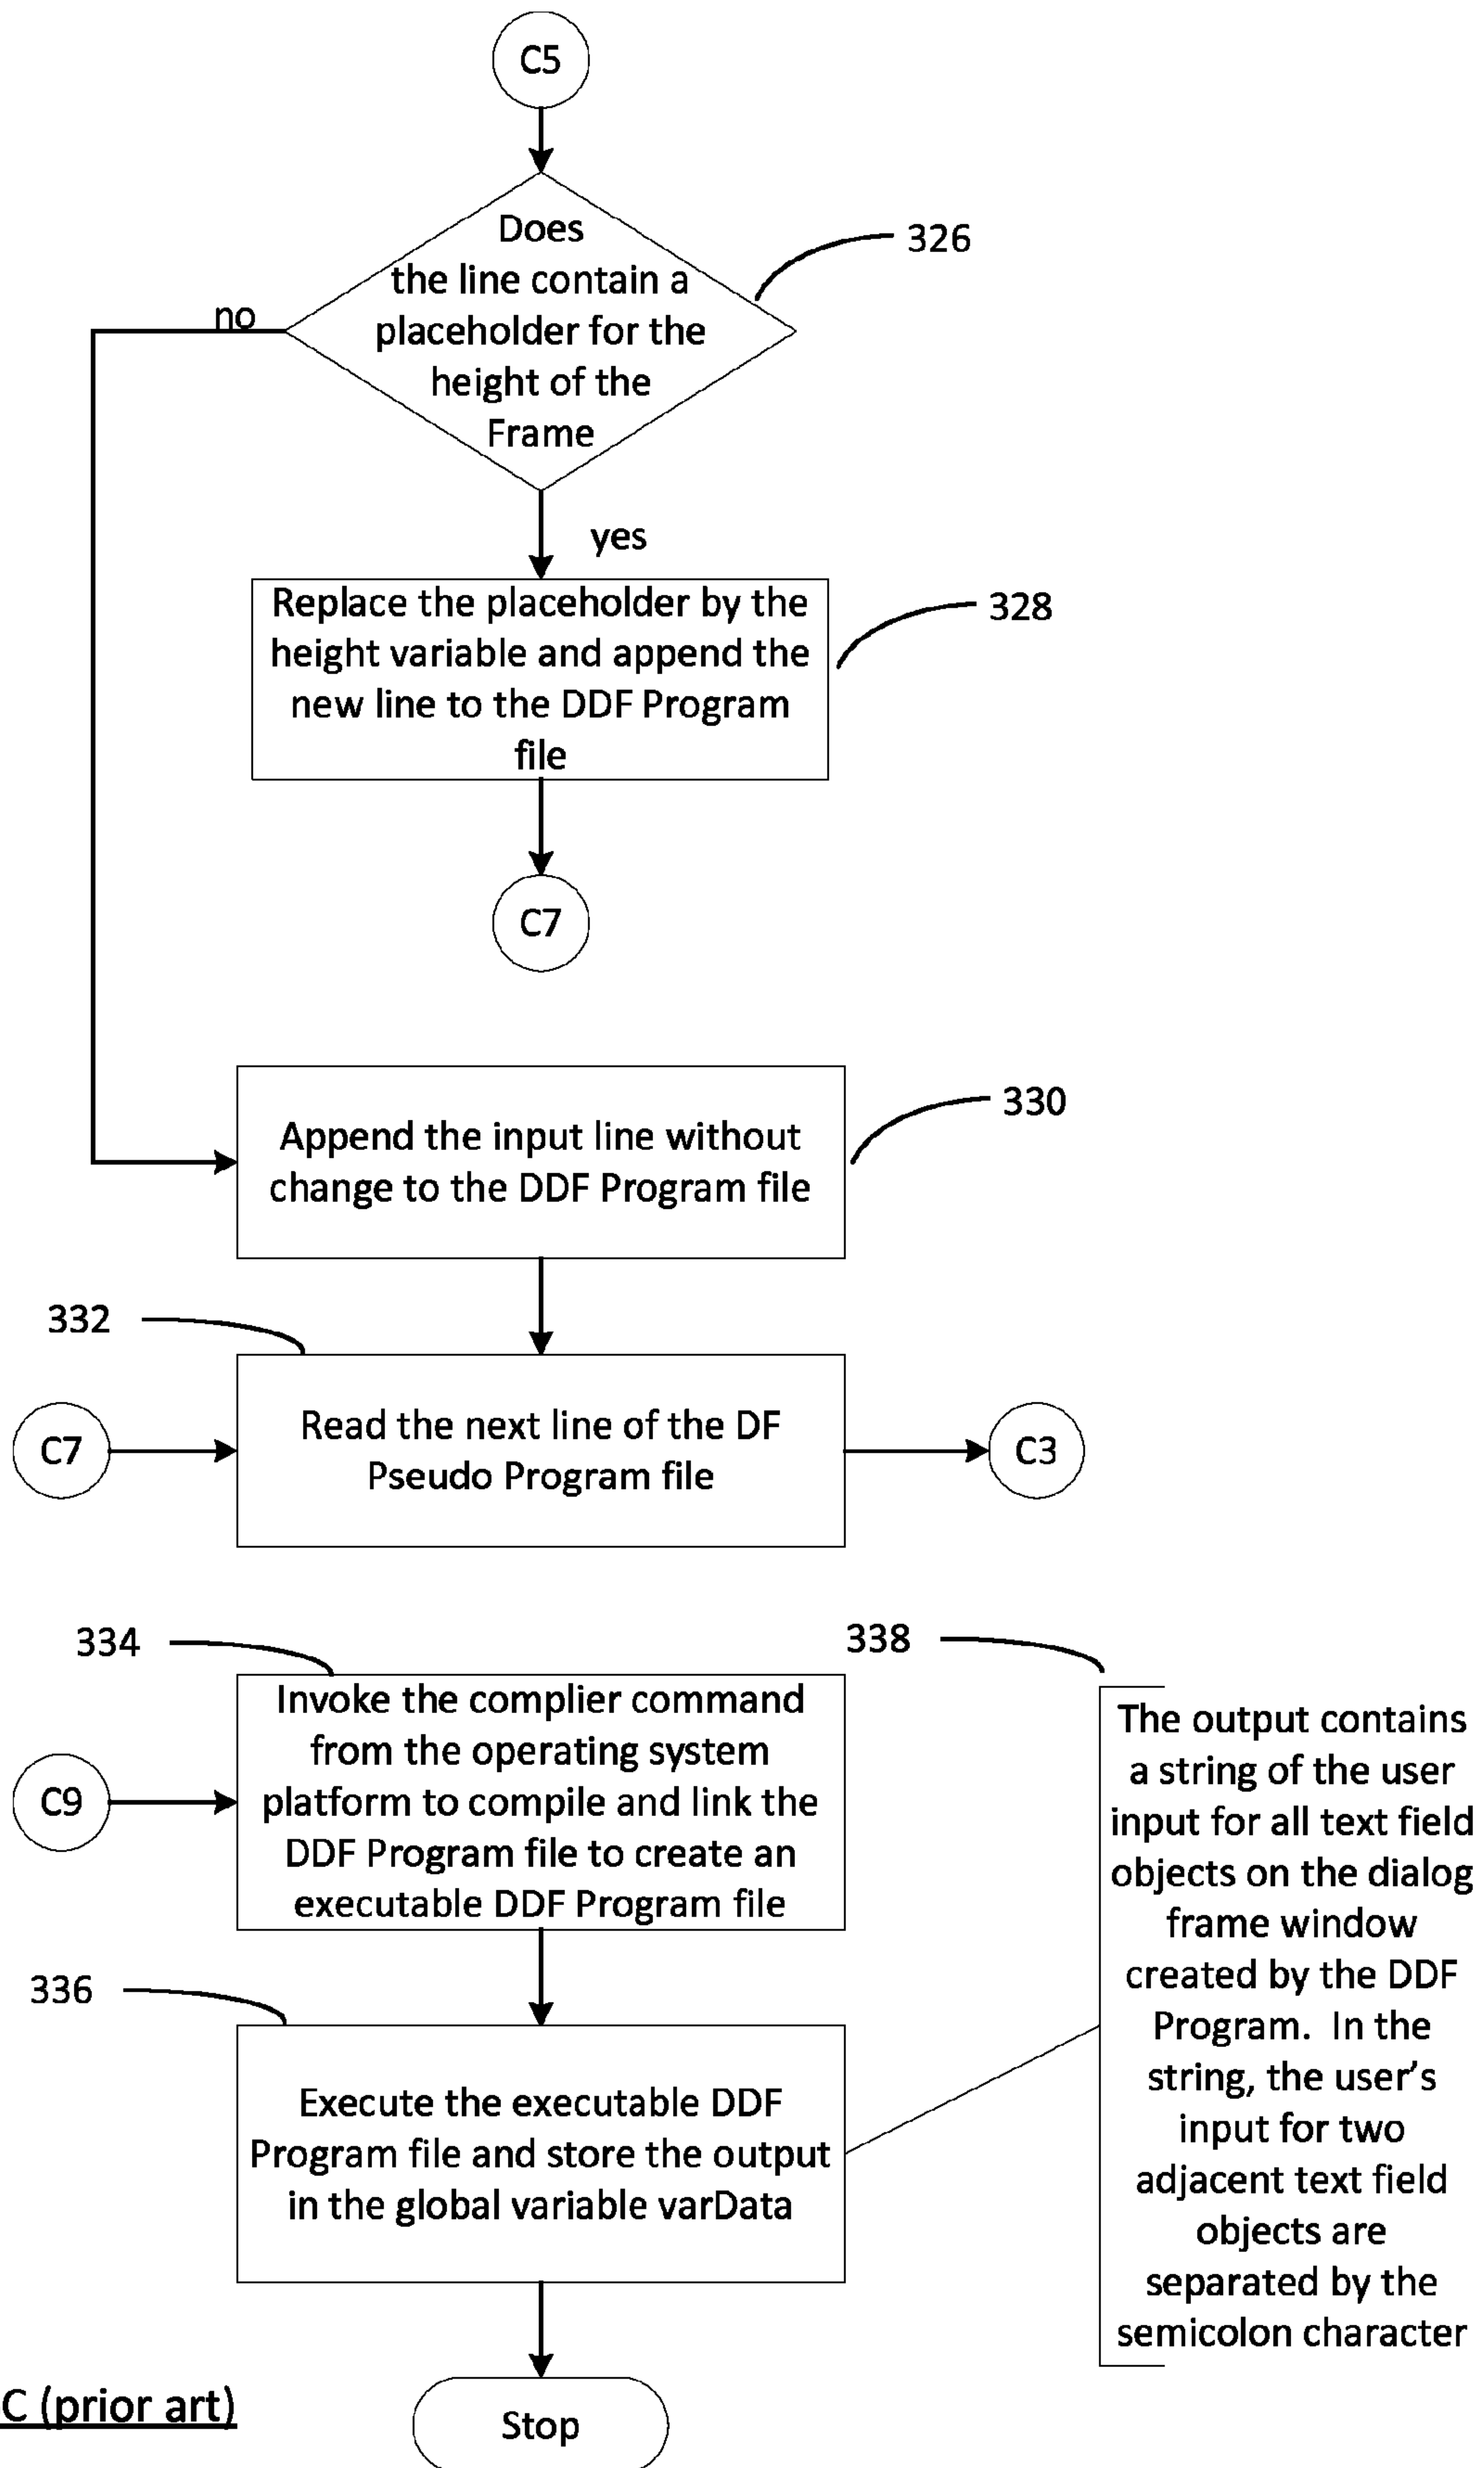 C5
Does
the line contain a
placeholder for the
height of the
Frame
326
no
yes
Replace the placeholder by the
height variable and append the
new line to the DDF Program
file
328
C7
Append the input line without
change to the DDF Program file
330
332
C7
Read the next line of the DF
Pseudo Program file
C3
334
C9
Invoke the complier command
from the operating system
platform to compile and link the
DDF Program file to create an
executable DDF Program file
336
Execute the executable DDF
Program file and store the output
in the global variable varData
338
The output contains
a string of the user
input for all text field
objects on the dialog
frame window
created by the DDF
Program.  In the
string, the user’s
input for two
adjacent text field
objects are
separated by the
semicolon character
C (prior art)
Stop